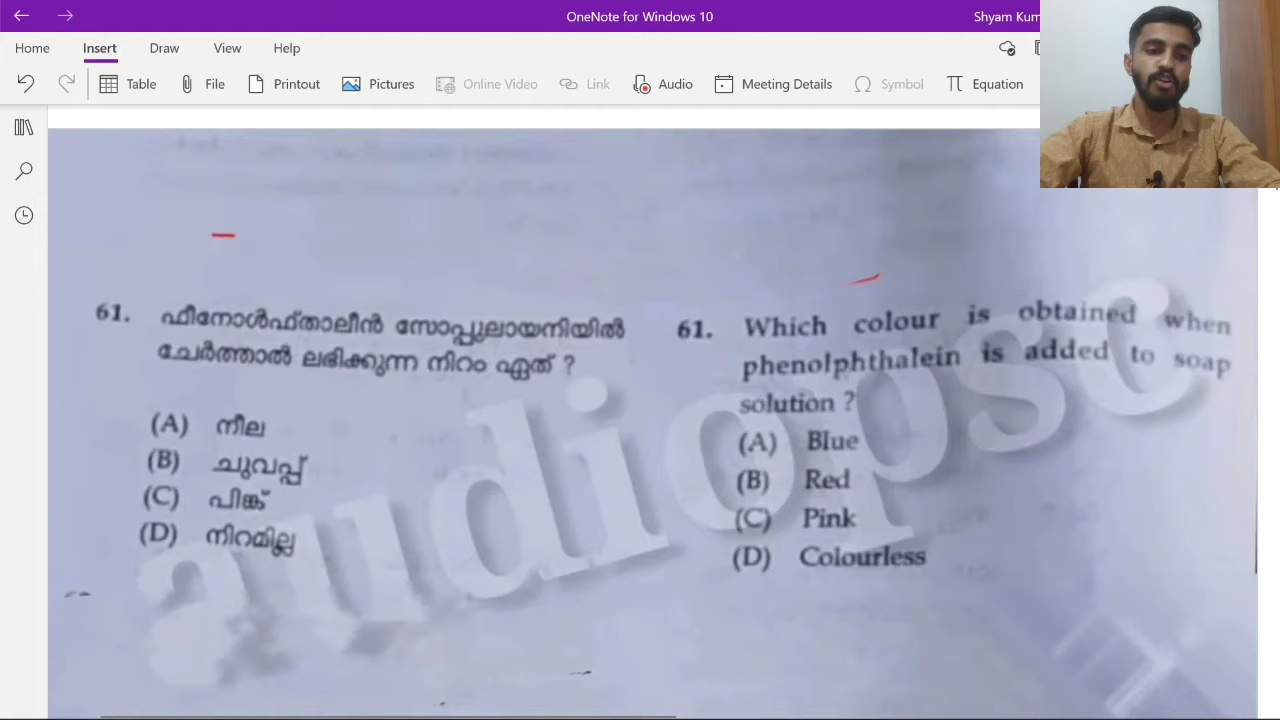 OneNote for Windows 10
Shyam Kum
Home Insert Draw View Help
Table File Printout Pictures Online Video Link Audio Meeting Details Symbol Equation
61. ഫീനോൾഫ്താലീൻ സോപ്പുലായനിയിൽ
ചേർത്താൽ ലഭിക്കുന്ന നിറം ഏത് ?
(A) നീല
(B) ചുവപ്പ്
(C) പിങ്ക്
(D) നിറമില്ല
61. Which colour is obtained when
phenolphthalein is added to soap
solution ?
(A) Blue
(B) Red
(C) Pink
(D) Colourless
audiopsc